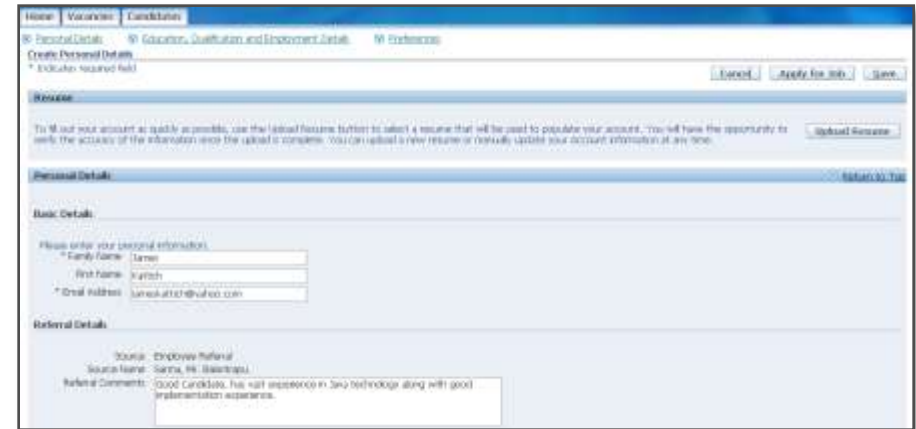 Home Vacancies Candidates
Personal Details Education, Qualification and Employment Details Preferences
Create Personal Details
* Indicates required field
Cancel Apply for Job Save
Resume
To fill out your account as quickly as possible, use the Upload Resume button to select a resume that will be used to populate your account. You will have the opportunity to
verify the accuracy of the information once the upload is complete. You can upload a new resume or manually update your account information at any time.
Upload Resume
Personal Details Return to Top
Basic Details
Please enter your personal information.
* Family Name James
First Name
* Email Address
Referral Details
Source Employee Referral
Source Name Sarma, Mr.
Referral Comments Good Candidate, has vast experience in Java technology along with good
implementation experience.